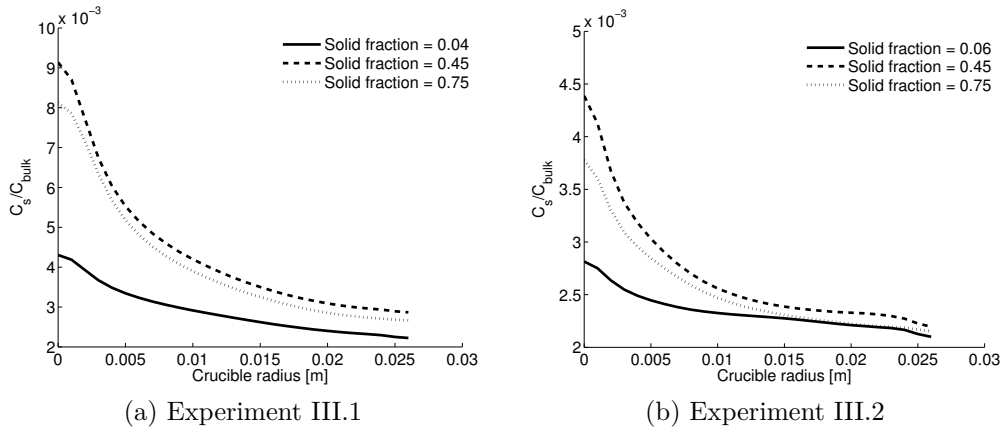 x 10⁻³
10
9
8
7
6
5
4
3
2
0
0.005
0.01
0.015
0.02
0.025
0.03
C_s/C_bulk
Crucible radius [m]
Solid fraction = 0.04
Solid fraction = 0.45
Solid fraction = 0.75
(a) Experiment III.1
x 10⁻³
5
4.5
4
3.5
3
2.5
2
0
0.005
0.01
0.015
0.02
0.025
0.03
C_s/C_bulk
Crucible radius [m]
Solid fraction = 0.06
Solid fraction = 0.45
Solid fraction = 0.75
(b) Experiment III.2